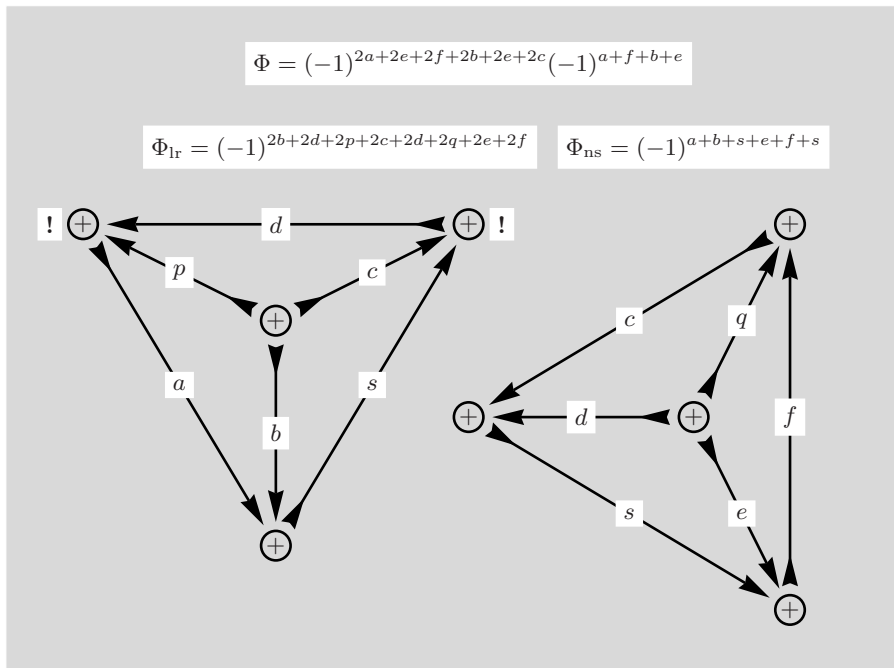 Φ = (−1)^{2a+2e+2f+2b+2e+2c}(−1)^{a+f+b+e}
Φ_{lr} = (−1)^{2b+2d+2p+2c+2d+2q+2e+2f}
Φ_{ns} = (−1)^{a+b+s+e+f+s}
! + d + ! +
p c
+ c q
a s
b + d + f
s e
+
+